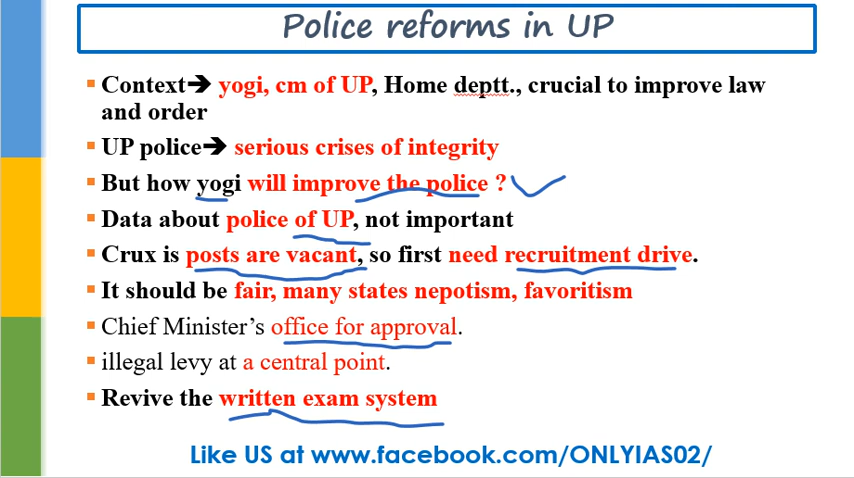 Police reforms in UP
Context➔ yogi, cm of UP, Home deptt., crucial to improve law
and order
UP police➔ serious crises of integrity
But how yogi will improve the police ?
Data about police of UP, not important
Crux is posts are vacant, so first need recruitment drive.
It should be fair, many states nepotism, favoritism
Chief Minister's office for approval.
illegal levy at a central point.
Revive the written exam system
Like US at www.facebook.com/ONLYIAS02/